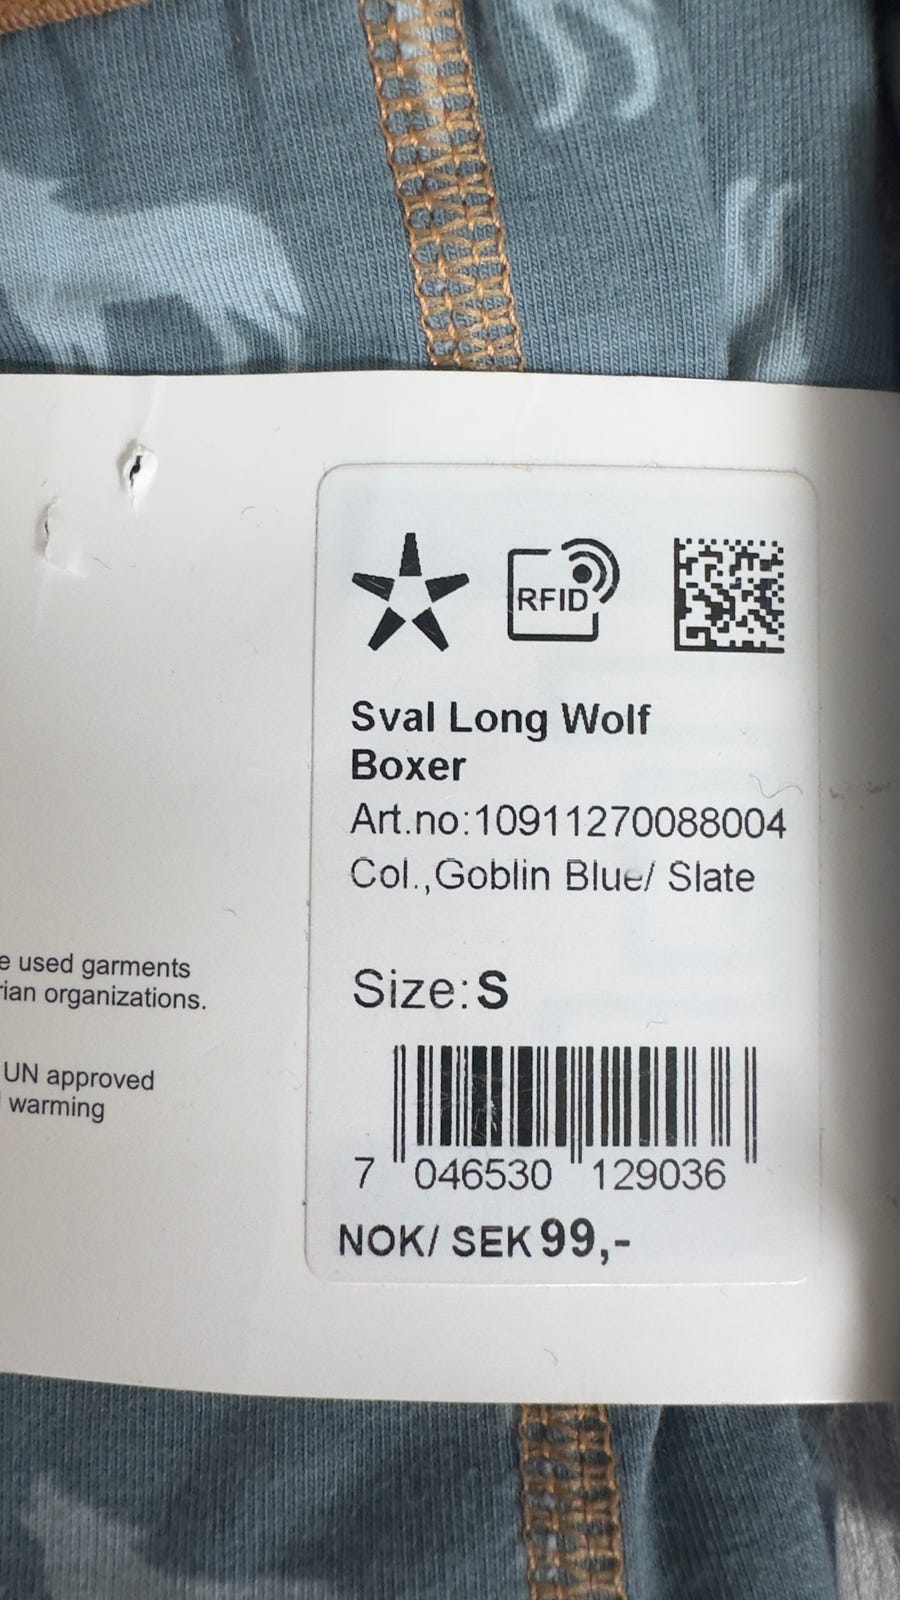 RFID
Sval Long Wolf
Boxer
Art.no:10911270088004
Col.,Goblin Blue/ Slate
Size:S
7 046530 129036
NOK/ SEK 99,-
used garments
organizations.
UN approved
warming